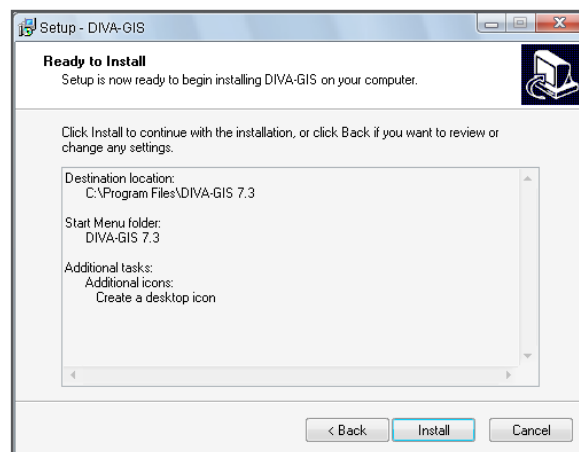 Setup - DIVA-GIS
Ready to Install
Setup is now ready to begin installing DIVA-GIS on your computer.
Click Install to continue with the installation, or click Back if you want to review or
change any settings.
Destination location:
C:\Program Files\DIVA-GIS 7.3
Start Menu folder:
DIVA-GIS 7.3
Additional tasks:
Additional icons:
Create a desktop icon
< Back
Install
Cancel